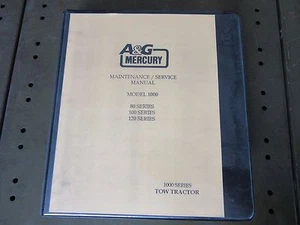 A&G
MERCURY
MAINTENANCE / SERVICE
MANUAL
MODEL 1000
80 SERIES
100 SERIES
120 SERIES
1000 SERIES
TOW TRACTOR